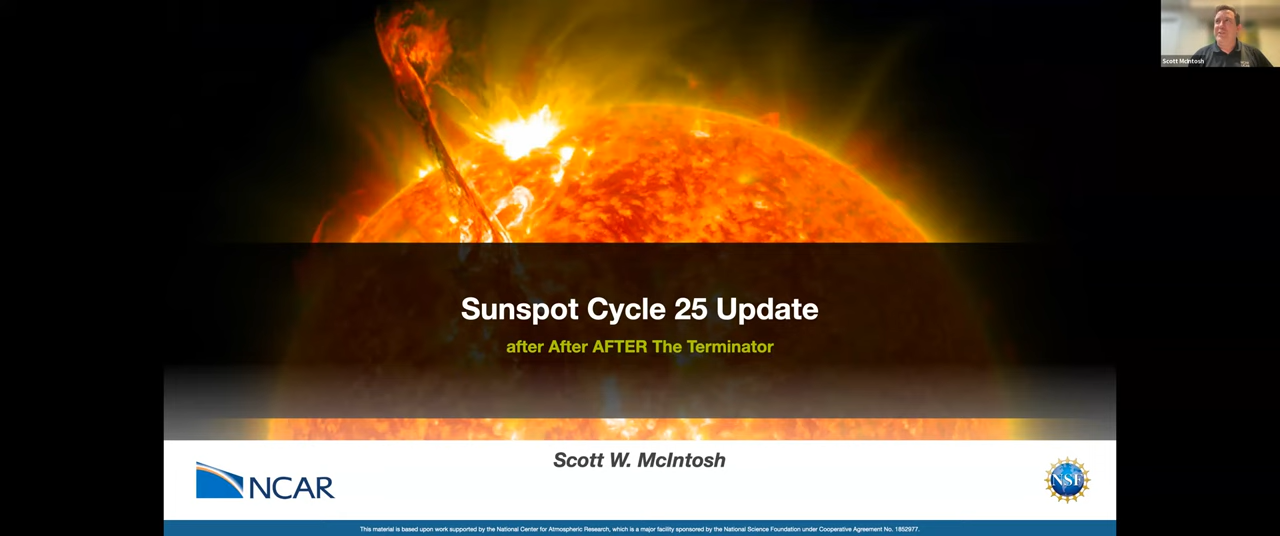 Scott McIntosh
Sunspot Cycle 25 Update
after After AFTER The Terminator
Scott W. McIntosh
NCAR
NSF
This material is based upon work supported by the National Center for Atmospheric Research, which is a major facility sponsored by the National Science Foundation under Cooperative Agreement No. 1852977.